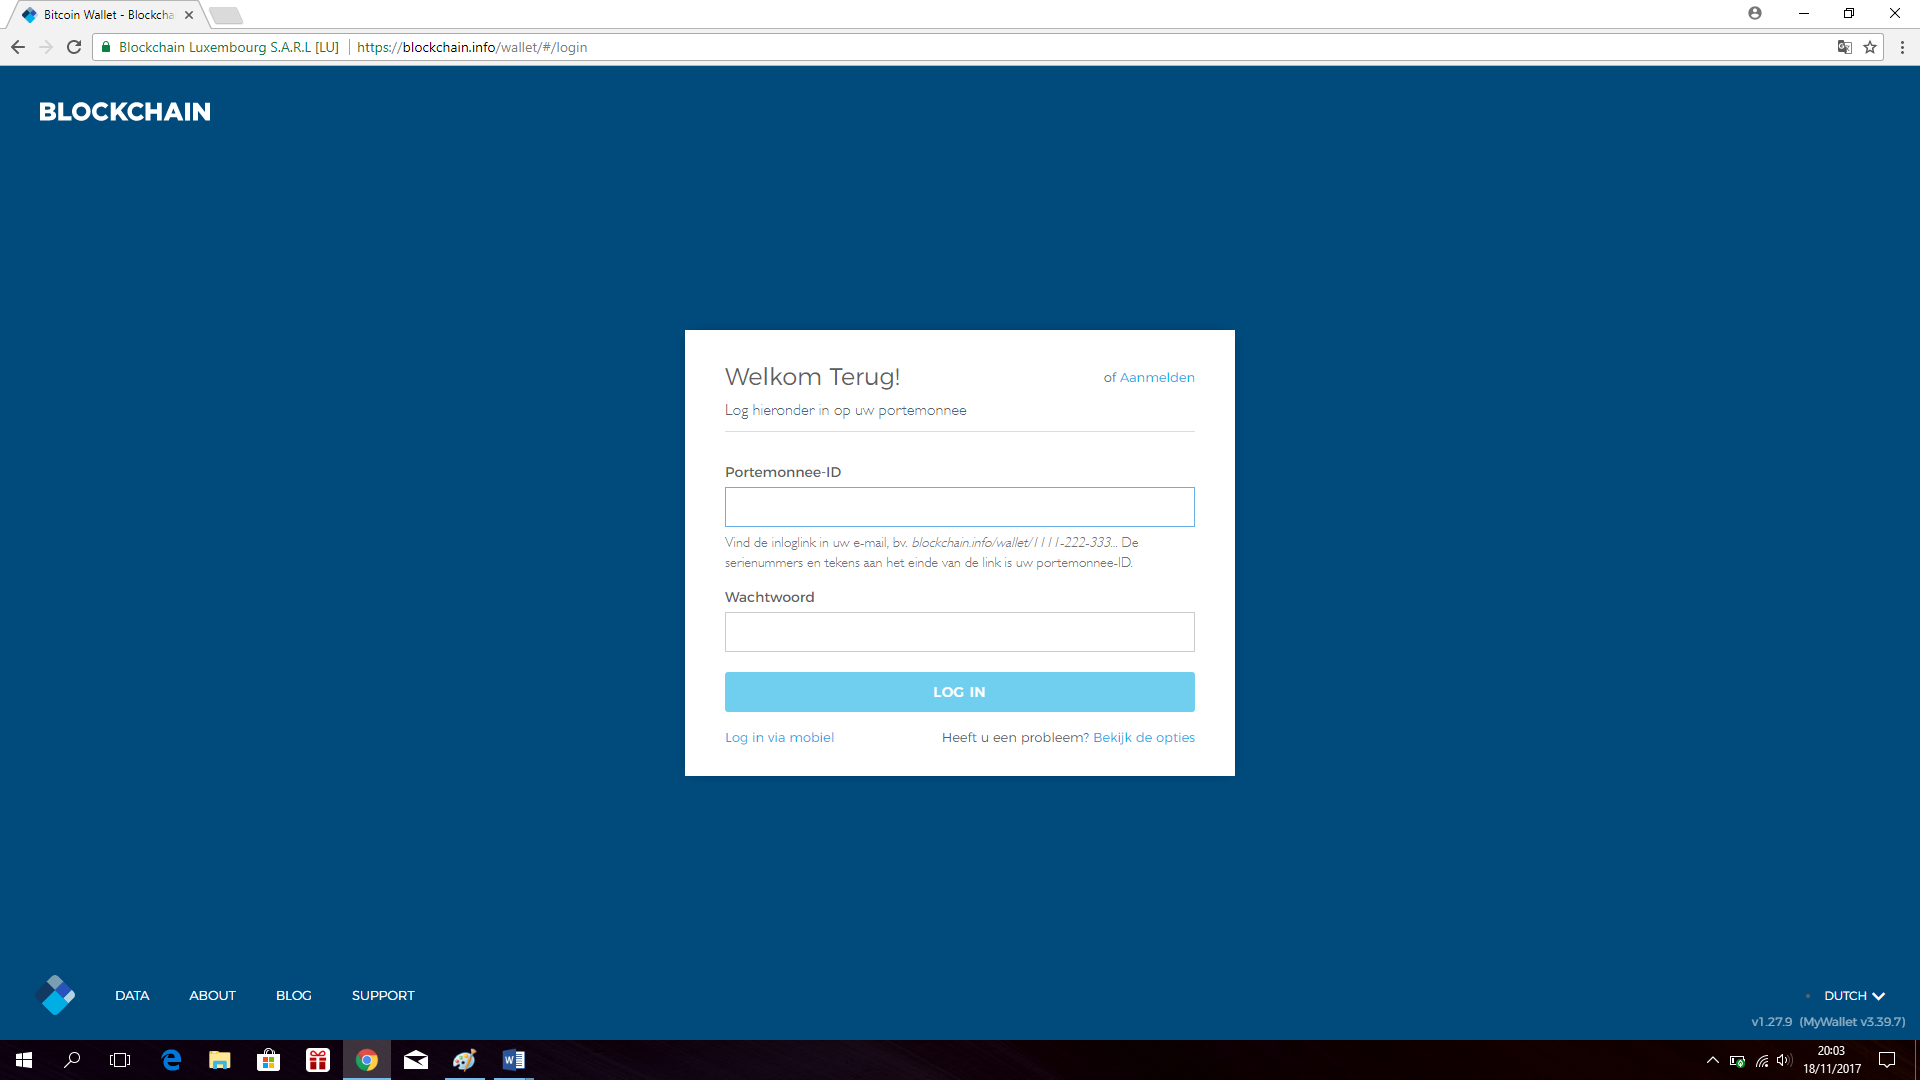 Bitcoin Wallet - Blockcha
Blockchain Luxembourg S.A.R.L [LU]
https://blockchain.info/wallet/#/login
BLOCKCHAIN
Welkom Terug!
of Aanmelden
Log hieronder in op uw portemonnee
Portemonnee-ID
Vind de inloglink in uw e-mail, bv. blockchain.info/wallet/1111-222-333... De
serienummers en tekens aan het einde van de link is uw portemonnee-ID.
Wachtwoord
LOG IN
Log in via mobiel
Heeft u een probleem? Bekijk de opties
DATA
ABOUT
BLOG
SUPPORT
DUTCH
v1.27.9 (MyWallet v3.39.7)
20:03
18/11/2017